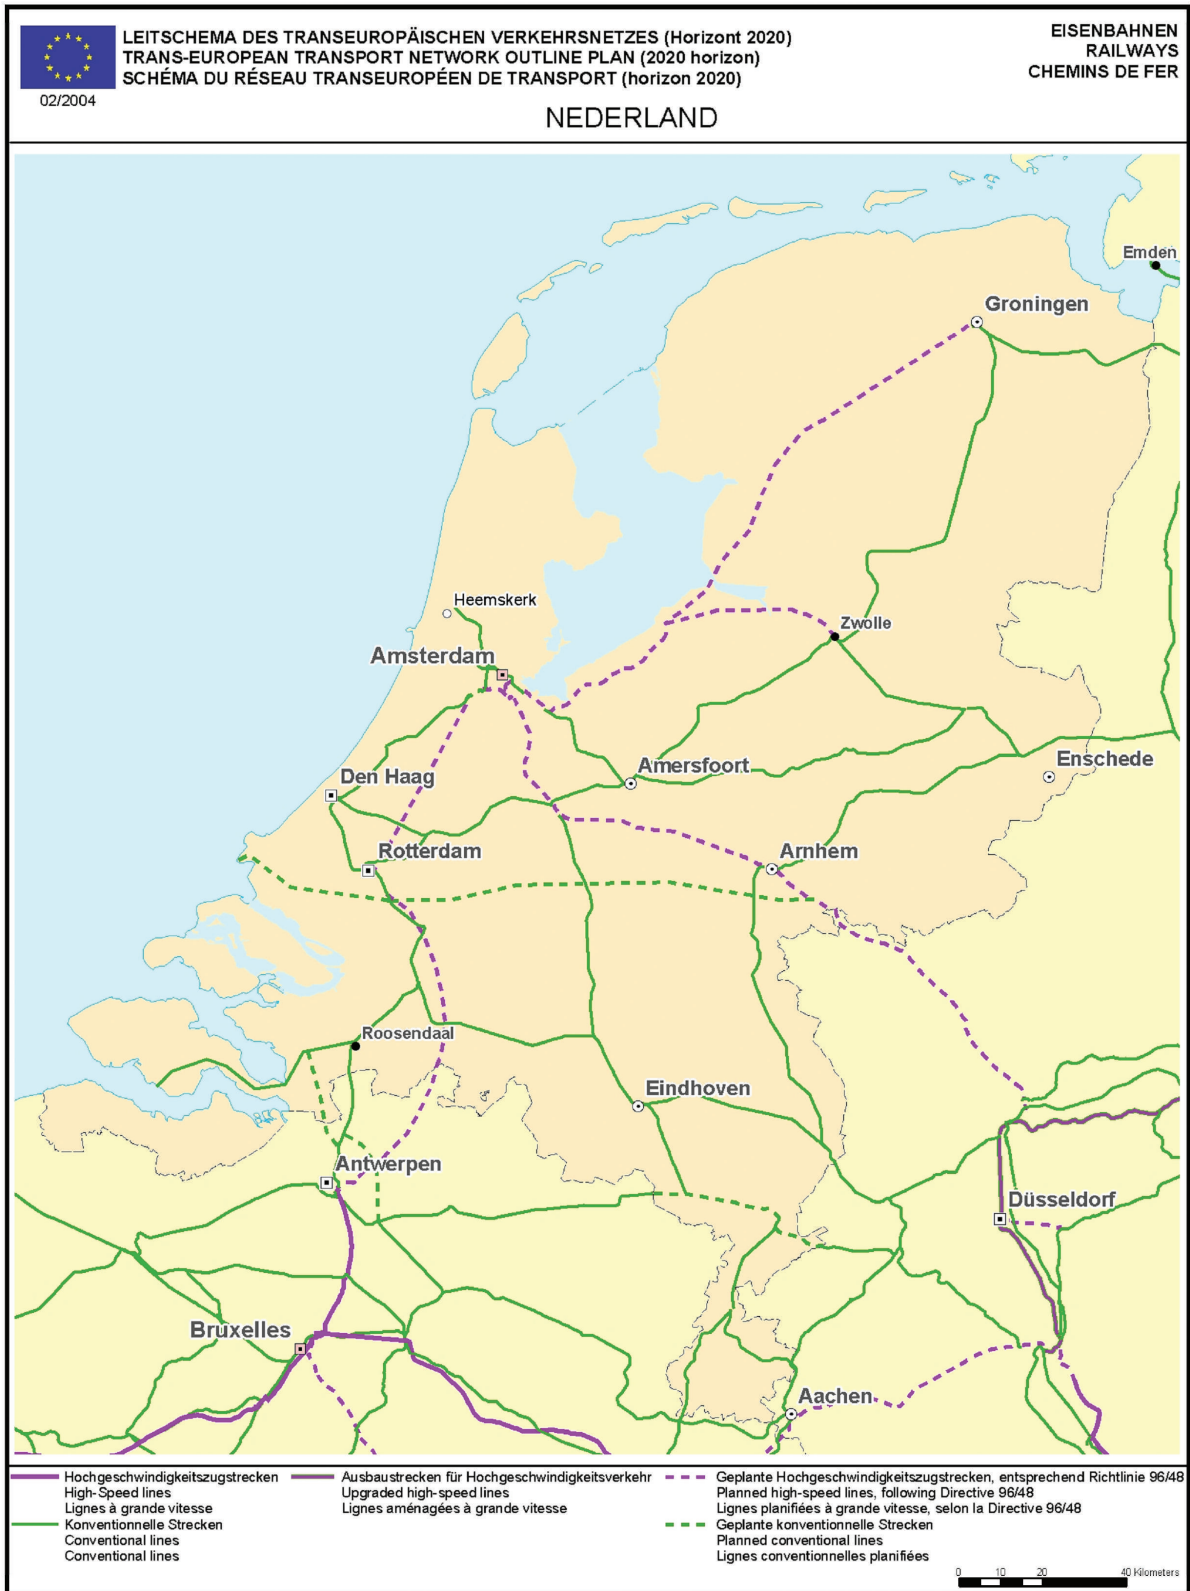 LEITSCHEMA DES TRANSEUROPÄISCHEN VERKEHRSNETZES (Horizont 2020)
TRANS-EUROPEAN TRANSPORT NETWORK OUTLINE PLAN (2020 horizon)
SCHÉMA DU RÉSEAU TRANSEUROPÉEN DE TRANSPORT (horizon 2020)
02/2004
EISENBAHNEN
RAILWAYS
CHEMINS DE FER
NEDERLAND
Emden
Groningen
Heemskerk
Zwolle
Amsterdam
Den Haag
Amersfoort
Enschede
Rotterdam
Arnhem
Roosendaal
Eindhoven
Antwerpen
Düsseldorf
Bruxelles
Aachen
Hochgeschwindigkeitszugstrecken
High-Speed lines
Lignes à grande vitesse
Konventionnelle Strecken
Conventional lines
Conventional lines
Ausbaustrecken für Hochgeschwindigkeitsverkehr
Upgraded high-speed lines
Lignes aménagées à grande vitesse
Geplante Hochgeschwindigkeitszugstrecken, entsprechend Richtlinie 96/48
Planned high-speed lines, following Directive 96/48
Lignes planifiées à grande vitesse, selon la Directive 96/48
Geplante konventionelle Strecken
Planned conventional lines
Lignes conventionnelles planifiées
0 10 20 40 Kilometers